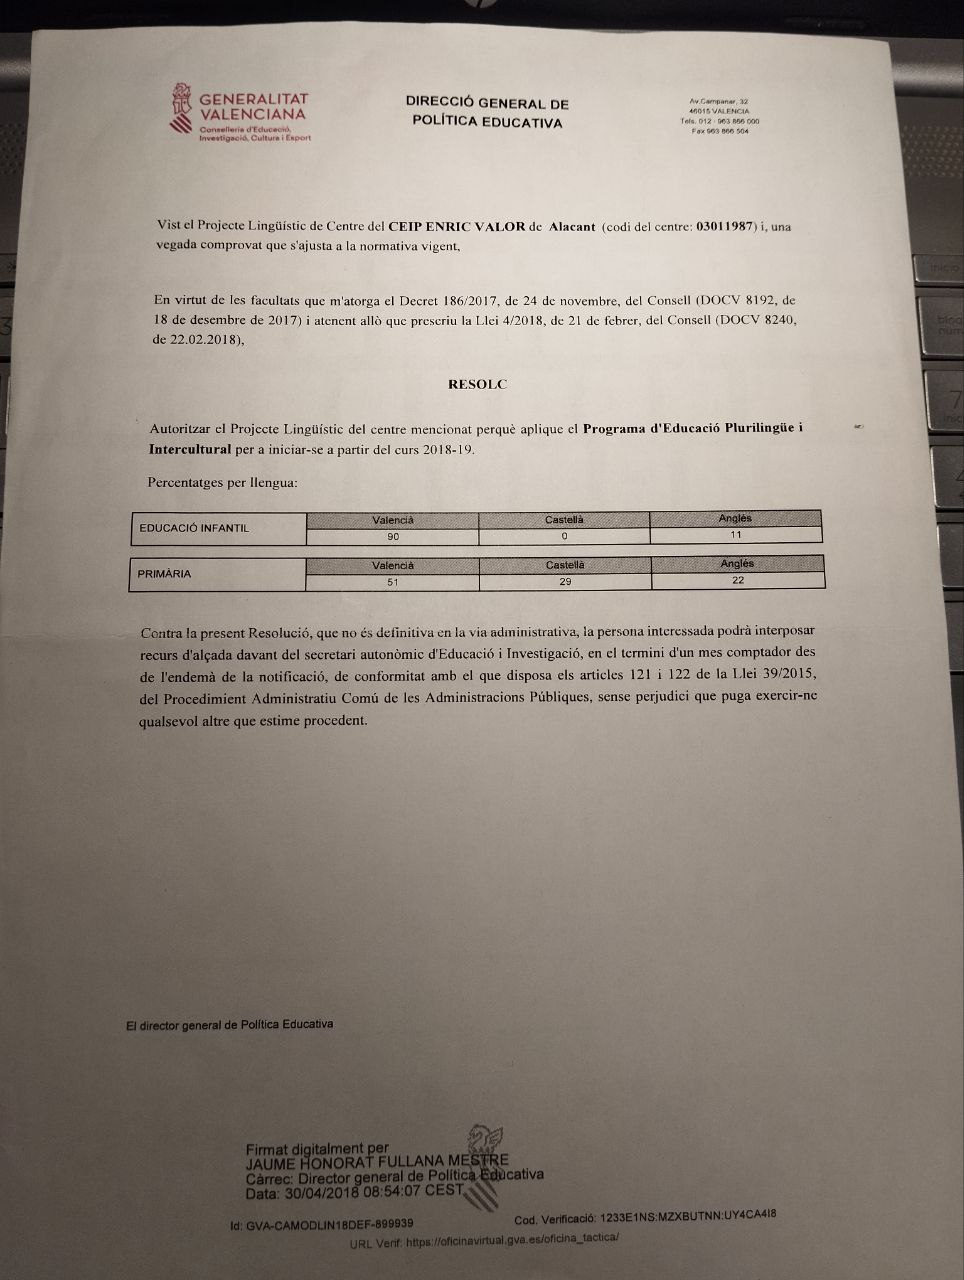 GENERALITAT
VALENCIANA
Conselleria d'Educació,
Investigació, Cultura i Esport
DIRECCIÓ GENERAL DE
POLÍTICA EDUCATIVA
Av.Campanar, 32
46015 VALENCIA
Tels. 012 - 963 866 000
Fax 963 866 504
Vist el Projecte Lingüístic de Centre del CEIP ENRIC VALOR de Alacant (codi del centre: 03011987) i, una
vegada comprovat que s'ajusta a la normativa vigent,
En virtut de les facultats que m'atorga el Decret 186/2017, de 24 de novembre, del Consell (DOCV 8192, de
18 de desembre de 2017) i atenent allò que prescriu la Llei 4/2018, de 21 de febrer, del Consell (DOCV 8240,
de 22.02.2018),
RESOLC
Autoritzar el Projecte Lingüístic del centre mencionat perquè aplique el Programa d'Educació Plurilingüe i
Intercultural per a iniciar-se a partir del curs 2018-19.
Percentatges per llengua:
EDUCACIÓ INFANTIL
Valencià Castellà Anglés
90 0 11
PRIMÀRIA
Valencià Castellà Anglés
51 29 22
Contra la present Resolució, que no és definitiva en la via administrativa, la persona interessada podrà interposar
recurs d'alçada davant del secretari autonòmic d'Educació i Investigació, en el termini d'un mes comptador des
de l'endemà de la notificació, de conformitat amb el que disposa els articles 121 i 122 de la Llei 39/2015,
del Procedimient Administratiu Comú de les Administracions Públiques, sense perjudici que puga exercir-ne
qualsevol altre que estime procedent.
El director general de Política Educativa
Firmat digitalment per
JAUME HONORAT FULLANA MESTRE
Càrrec: Director general de Política Educativa
Data: 30/04/2018 08:54:07 CEST
Id: GVA-CAMODLIN18DEF-899939
Cod. Verificació: 1233E1NS:MZXBUTNN:UY4CA4I8
URL Verif: https://oficinavirtual.gva.es/oficina_tactica/